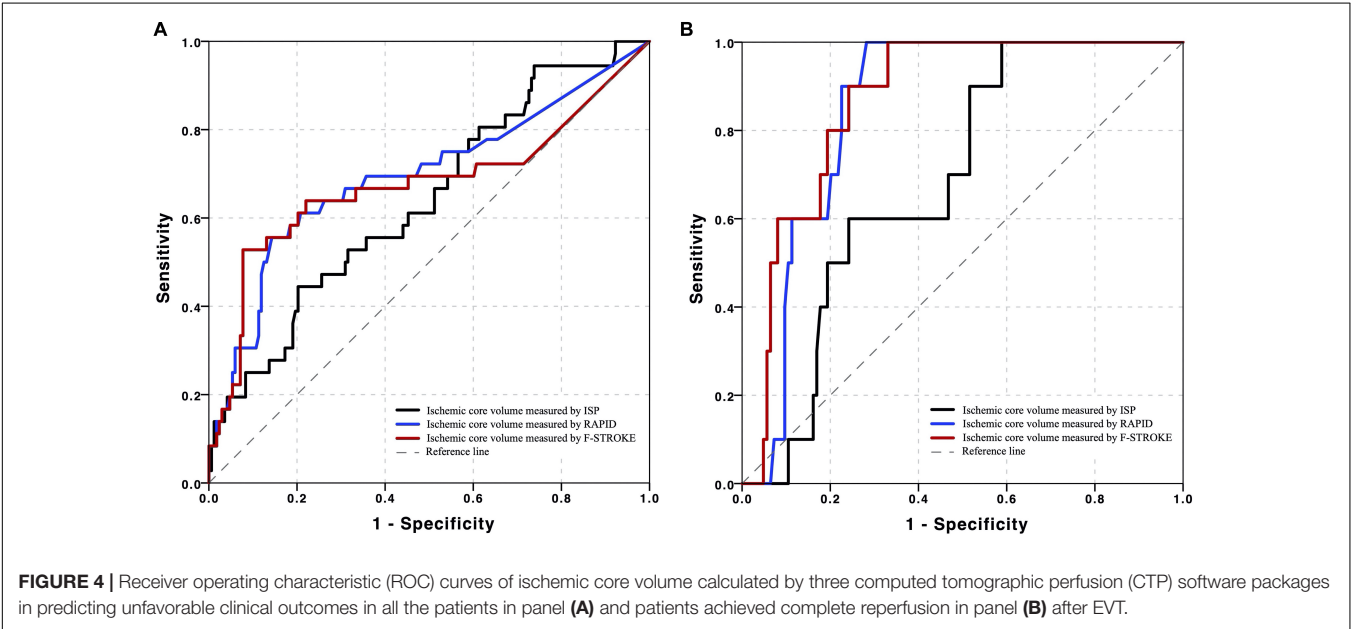 A
B
1.0
0.8
0.6
0.4
0.2
0.0
Sensitivity
0.0 0.2 0.4 0.6 0.8 1.0
1 - Specificity
Ischemic core volume measured by ISP
Ischemic core volume measured by RAPID
Ischemic core volume measured by F-STROKE
Reference line
1.0
0.8
0.6
0.4
0.2
0.0
Sensitivity
0.0 0.2 0.4 0.6 0.8 1.0
1 - Specificity
Ischemic core volume measured by ISP
Ischemic core volume measured by RAPID
Ischemic core volume measured by F-STROKE
Reference line
FIGURE 4 | Receiver operating characteristic (ROC) curves of ischemic core volume calculated by three computed tomographic perfusion (CTP) software packages
in predicting unfavorable clinical outcomes in all the patients in panel (A) and patients achieved complete reperfusion in panel (B) after EVT.